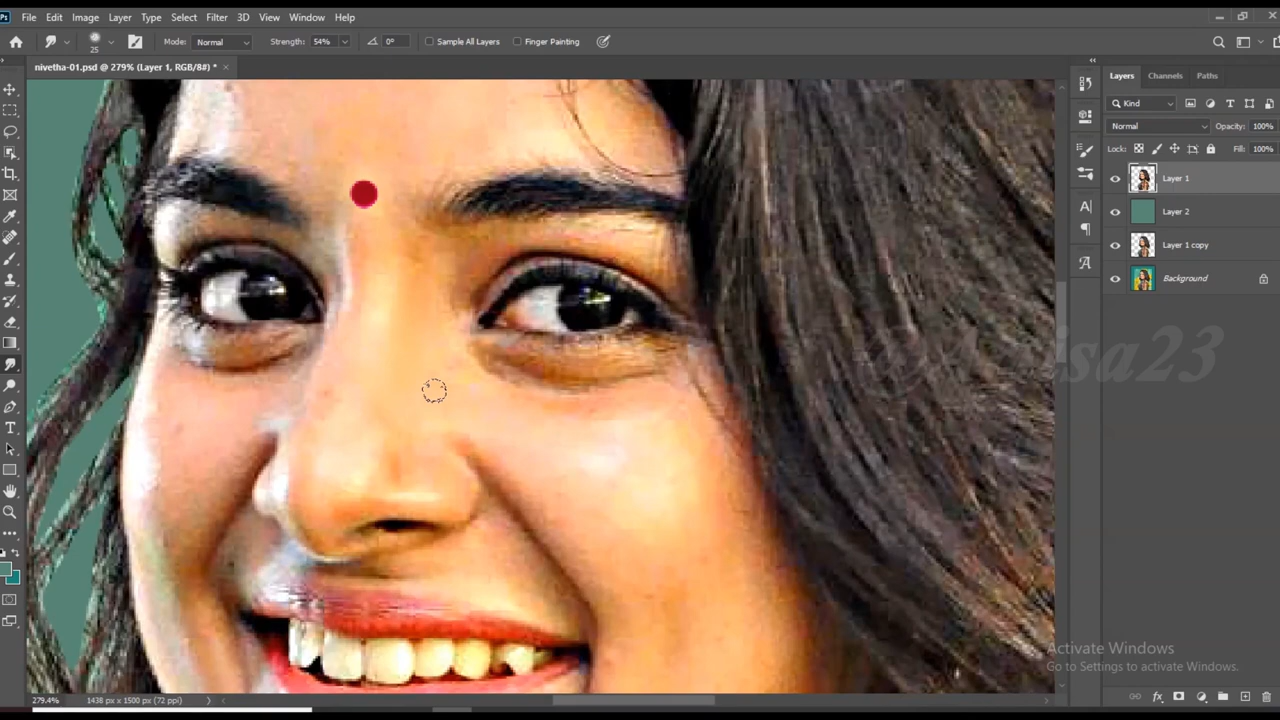 Ps File Edit Image Layer Type Select Filter 3D View Window Help
25 Mode: Normal Strength: 54% 0° Sample All Layers Finger Painting
nivetha-01.psd @ 279% (Layer 1, RGB/8#) * ×
Layers Channels Paths
Kind
Normal Opacity: 100%
Lock: Fill: 100%
Layer 1
Layer 2
Layer 1 copy
Background
Activate Windows
Go to Settings to activate Windows.
279.4% 1438 px x 1500 px (72 ppi)